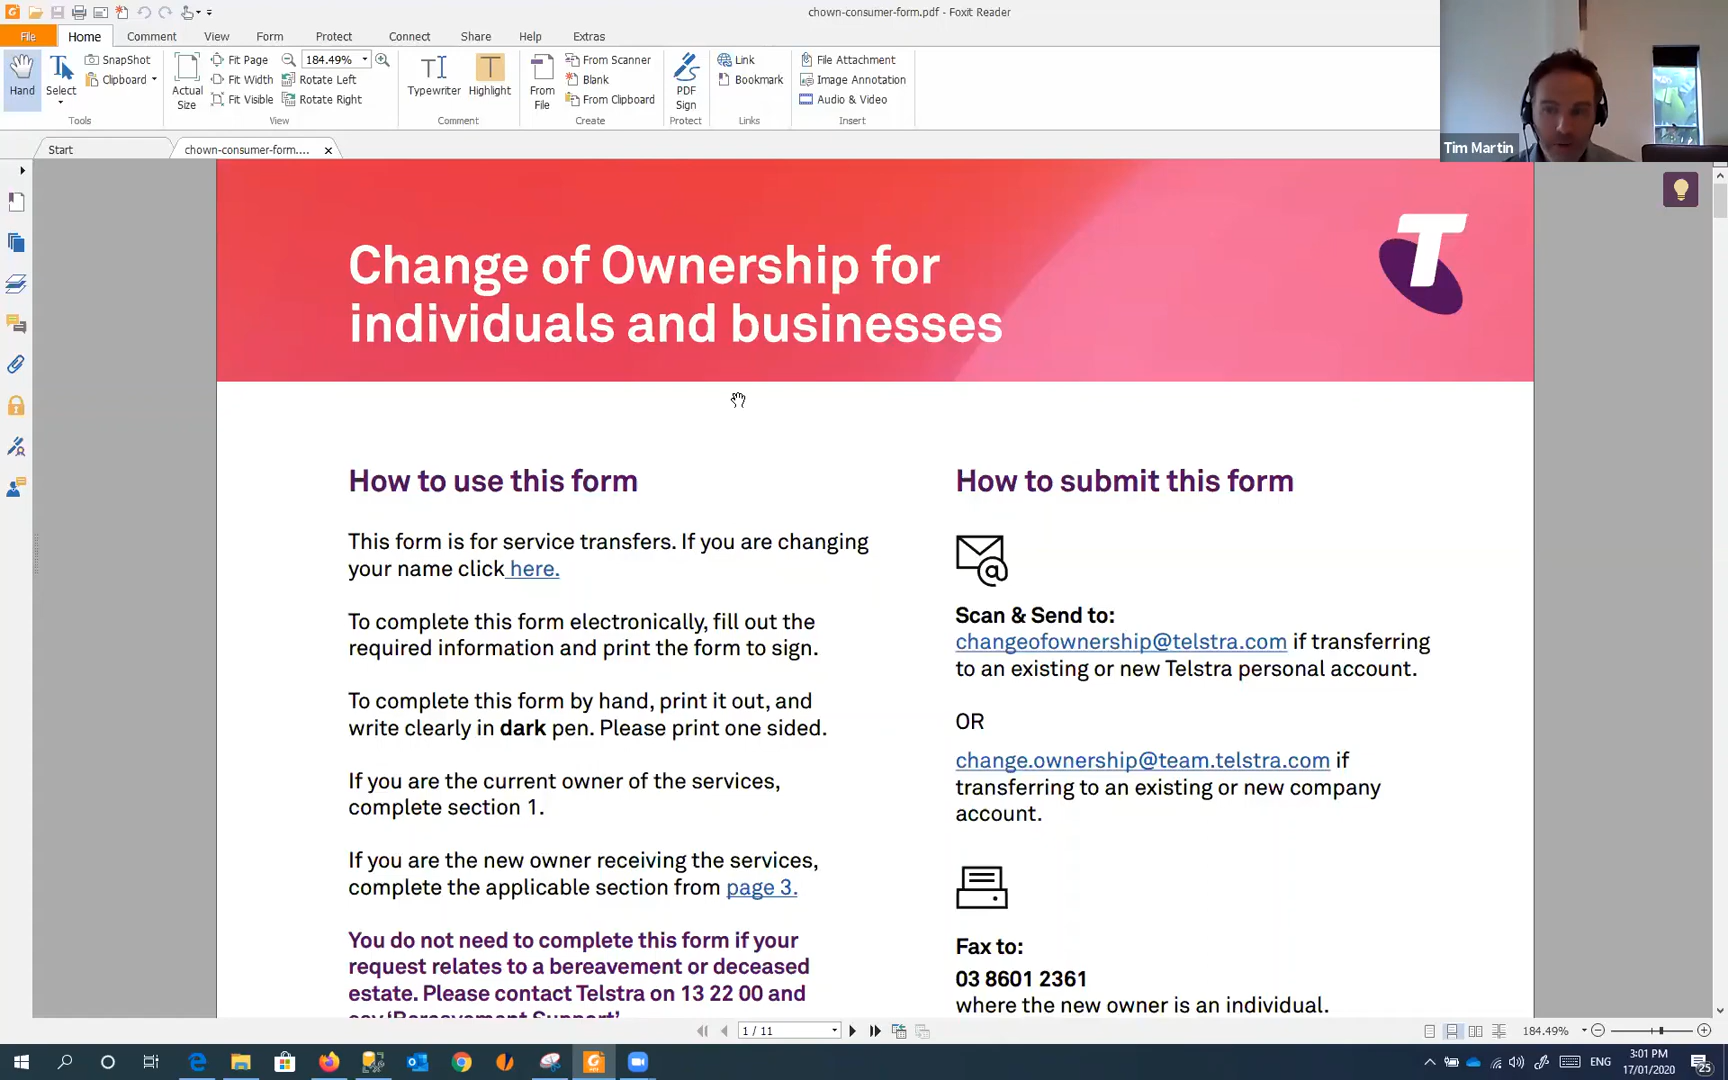 chown-consumer-form.pdf - Foxit Reader
File Home Comment View Form Protect Connect Share Help Extras
Hand
Select
SnapShot
Clipboard
Actual
Size
Fit Page
Fit Width
Fit Visible
184.49%
Rotate Left
Rotate Right
Typewriter
Highlight
From
File
From Scanner
Blank
From Clipboard
PDF
Sign
Link
Bookmark
File Attachment
Image Annotation
Audio & Video
Tools View Comment Create Protect Links Insert
Tim Martin
Start chown-consumer-form....
Change of Ownership for
individuals and businesses
T
How to use this form
This form is for service transfers. If you are changing
your name click here.
To complete this form electronically, fill out the
required information and print the form to sign.
To complete this form by hand, print it out, and
write clearly in dark pen. Please print one sided.
If you are the current owner of the services,
complete section 1.
If you are the new owner receiving the services,
complete the applicable section from page 3.
You do not need to complete this form if your
request relates to a bereavement or deceased
estate. Please contact Telstra on 13 22 00 and
say 'Bereavement Support'
How to submit this form
Scan & Send to:
changeofownership@telstra.com if transferring
to an existing or new Telstra personal account.
OR
change.ownership@team.telstra.com if
transferring to an existing or new company
account.
Fax to:
03 8601 2361
where the new owner is an individual.
1 / 11
184.49%
ENG
3:01 PM
17/01/2020
25